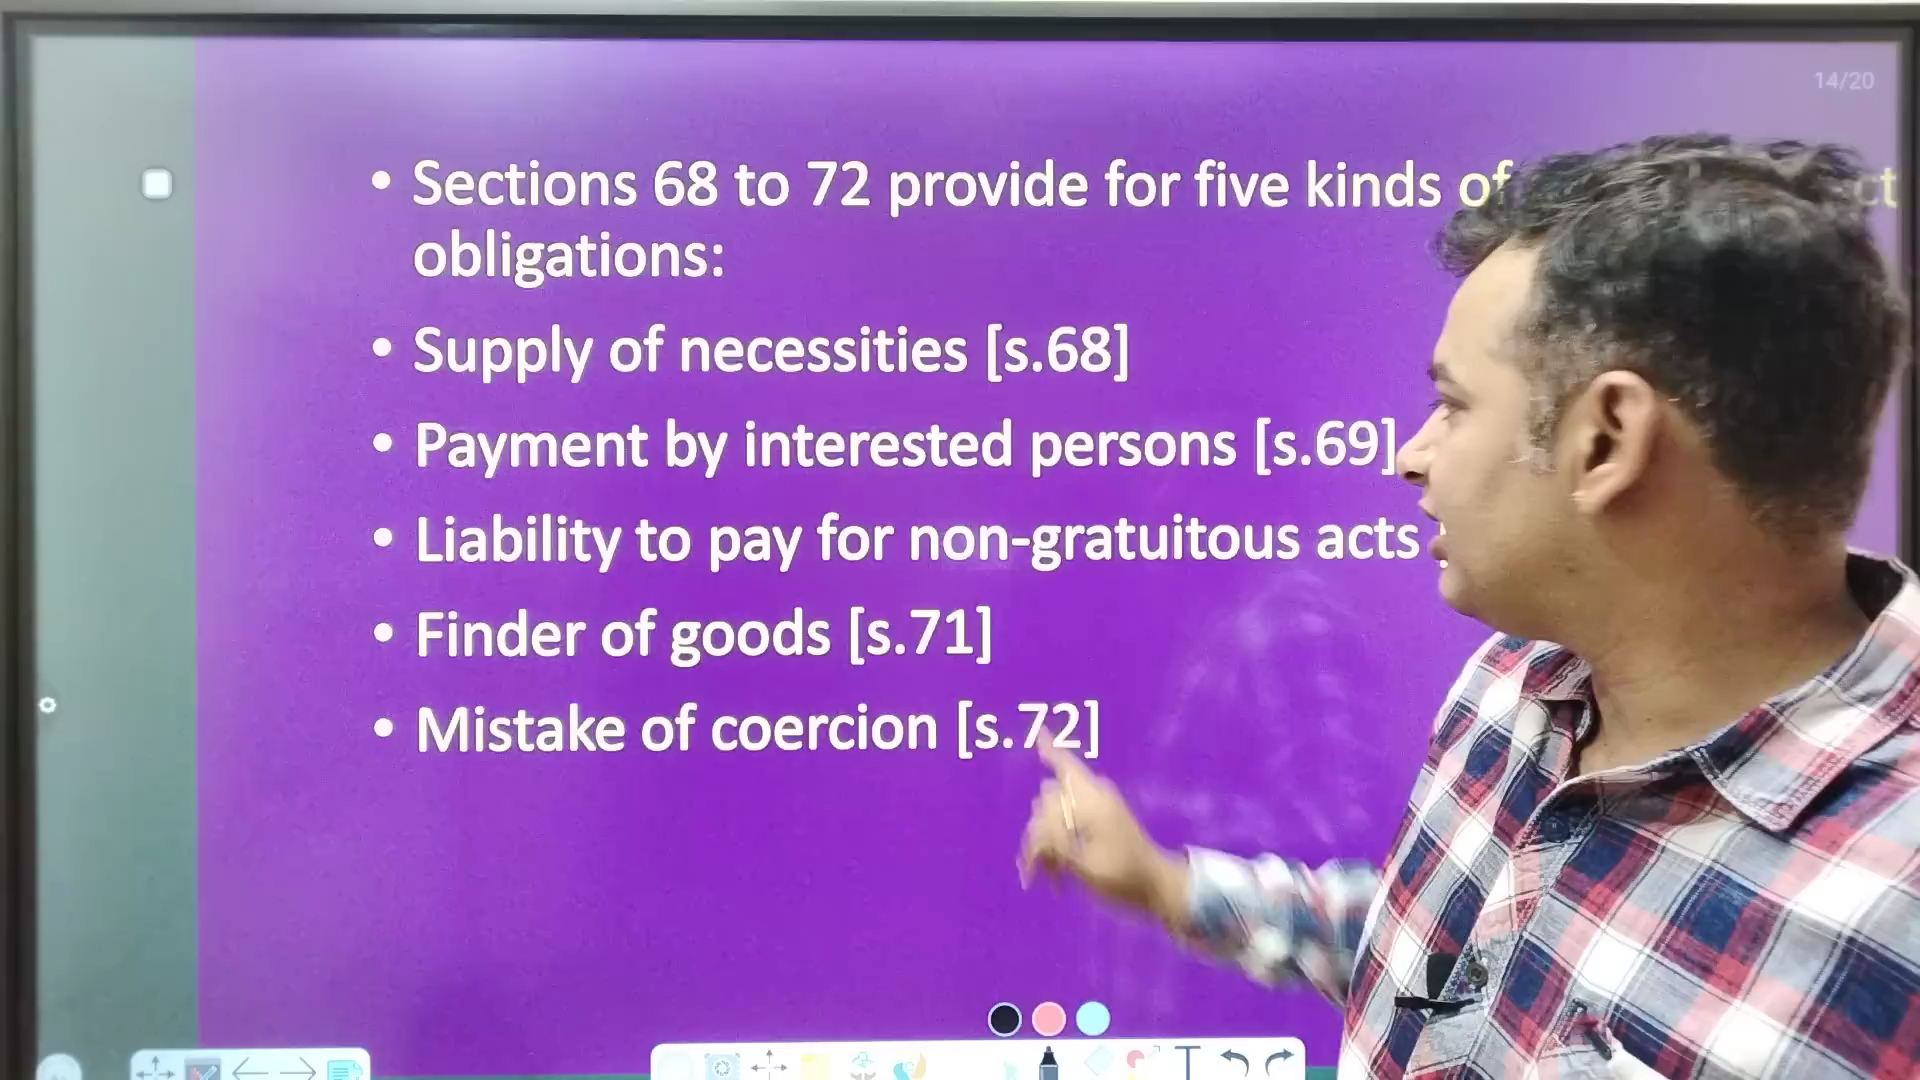 14/20
• Sections 68 to 72 provide for five kinds of
obligations:
• Supply of necessities [s.68]
• Payment by interested persons [s.69]
• Liability to pay for non-gratuitous acts
• Finder of goods [s.71]
• Mistake of coercion [s.72]